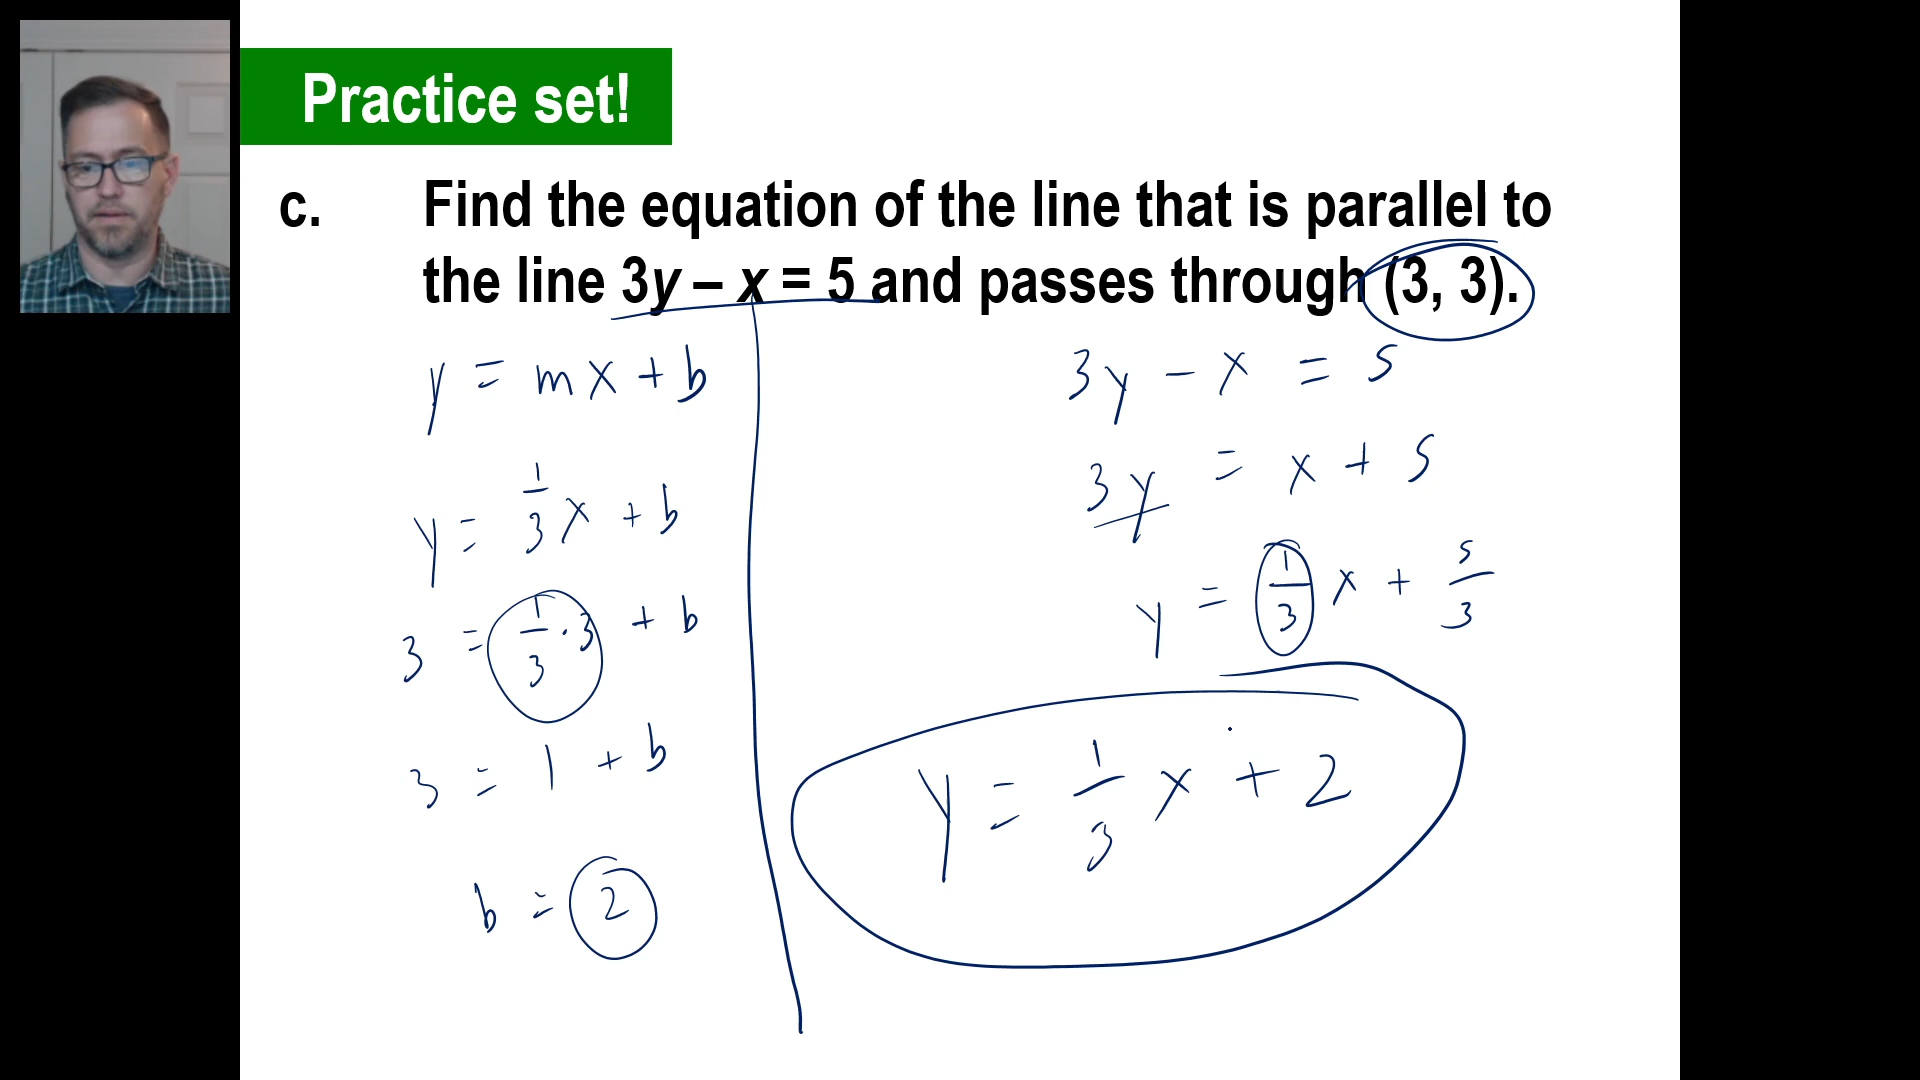 Practice set!
c. Find the equation of the line that is parallel to
the line 3y – x = 5 and passes through (3, 3).
y = mx + b
y = 1/3 x + b
3 = 1/3 · 3 + b
3 = 1 + b
b = 2
3y - x = 5
3y = x + 5
y = 1/3 x + 5/3
y = 1/3 x + 2